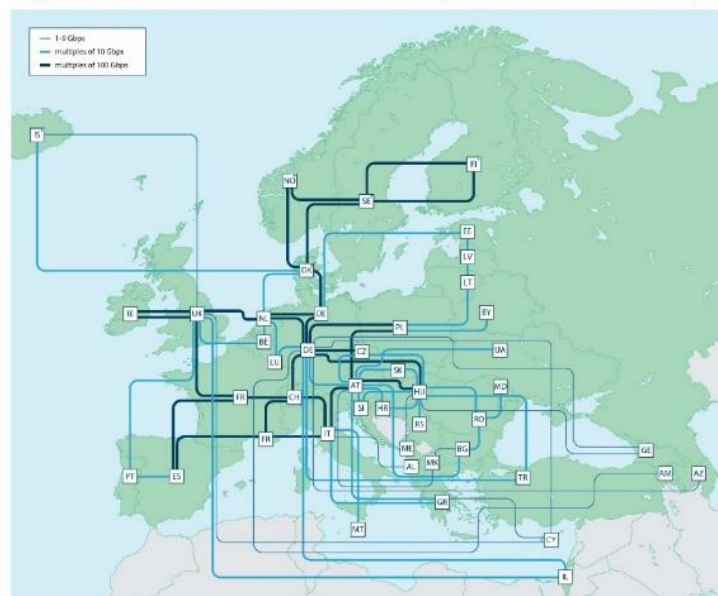 1-9 Gbps
multiples of 10 Gbps
multiples of 100 Gbps
IS
NO
FI
SE
EE
DK
LV
LT
IE
UK
NL
DE
BY
PL
BE
LU
DE
CZ
UA
SK
AT
HU
MD
FR
CH
SI
HR
RS
RO
IT
FR
ME
BG
GE
AL
MK
PT
ES
TR
AM
AZ
GR
MT
CY
IL